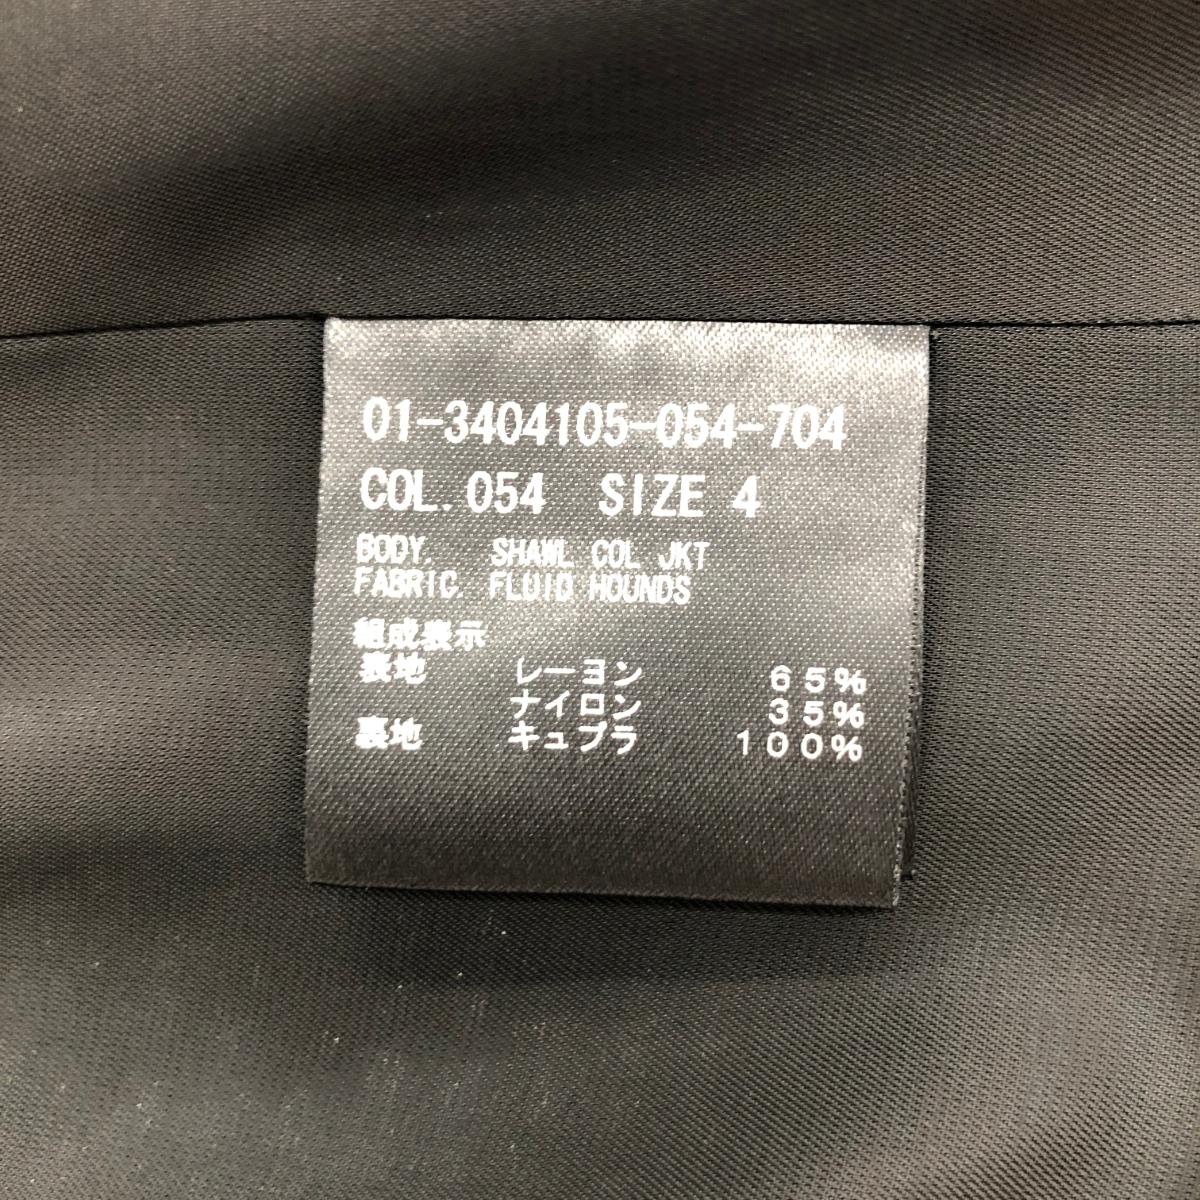 01-3404105-054-704
COL. 054 SIZE 4
BODY. SHAWL COL JKT
FABRIC. FLUID HOUNDS
組成表示
表地 レーヨン 65%
ナイロン 35%
裏地 キュプラ 100%